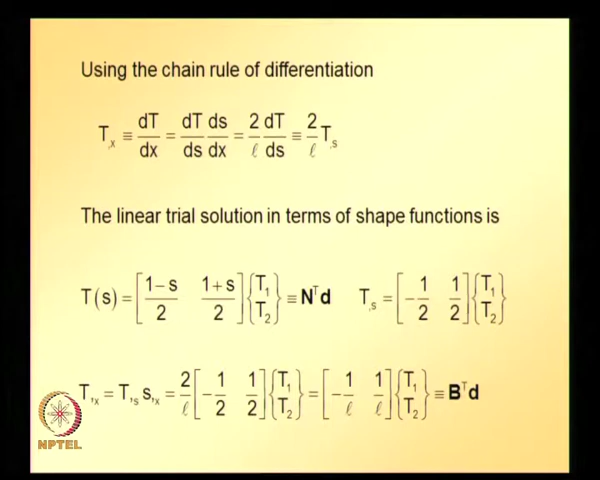 Using the chain rule of differentiation
T,x ≡ dT/dx = dT/ds ds/dx = 2/ℓ dT/ds ≡ 2/ℓ T,s
The linear trial solution in terms of shape functions is
T(s) = [1−s/2 1+s/2]{T1 T2} ≡ Nᵀd T,s = [−1/2 1/2]{T1 T2}
T,x = T,s s,x = 2/ℓ [−1/2 1/2]{T1 T2} = [−1/ℓ 1/ℓ]{T1 T2} ≡ Bᵀd
NPTEL